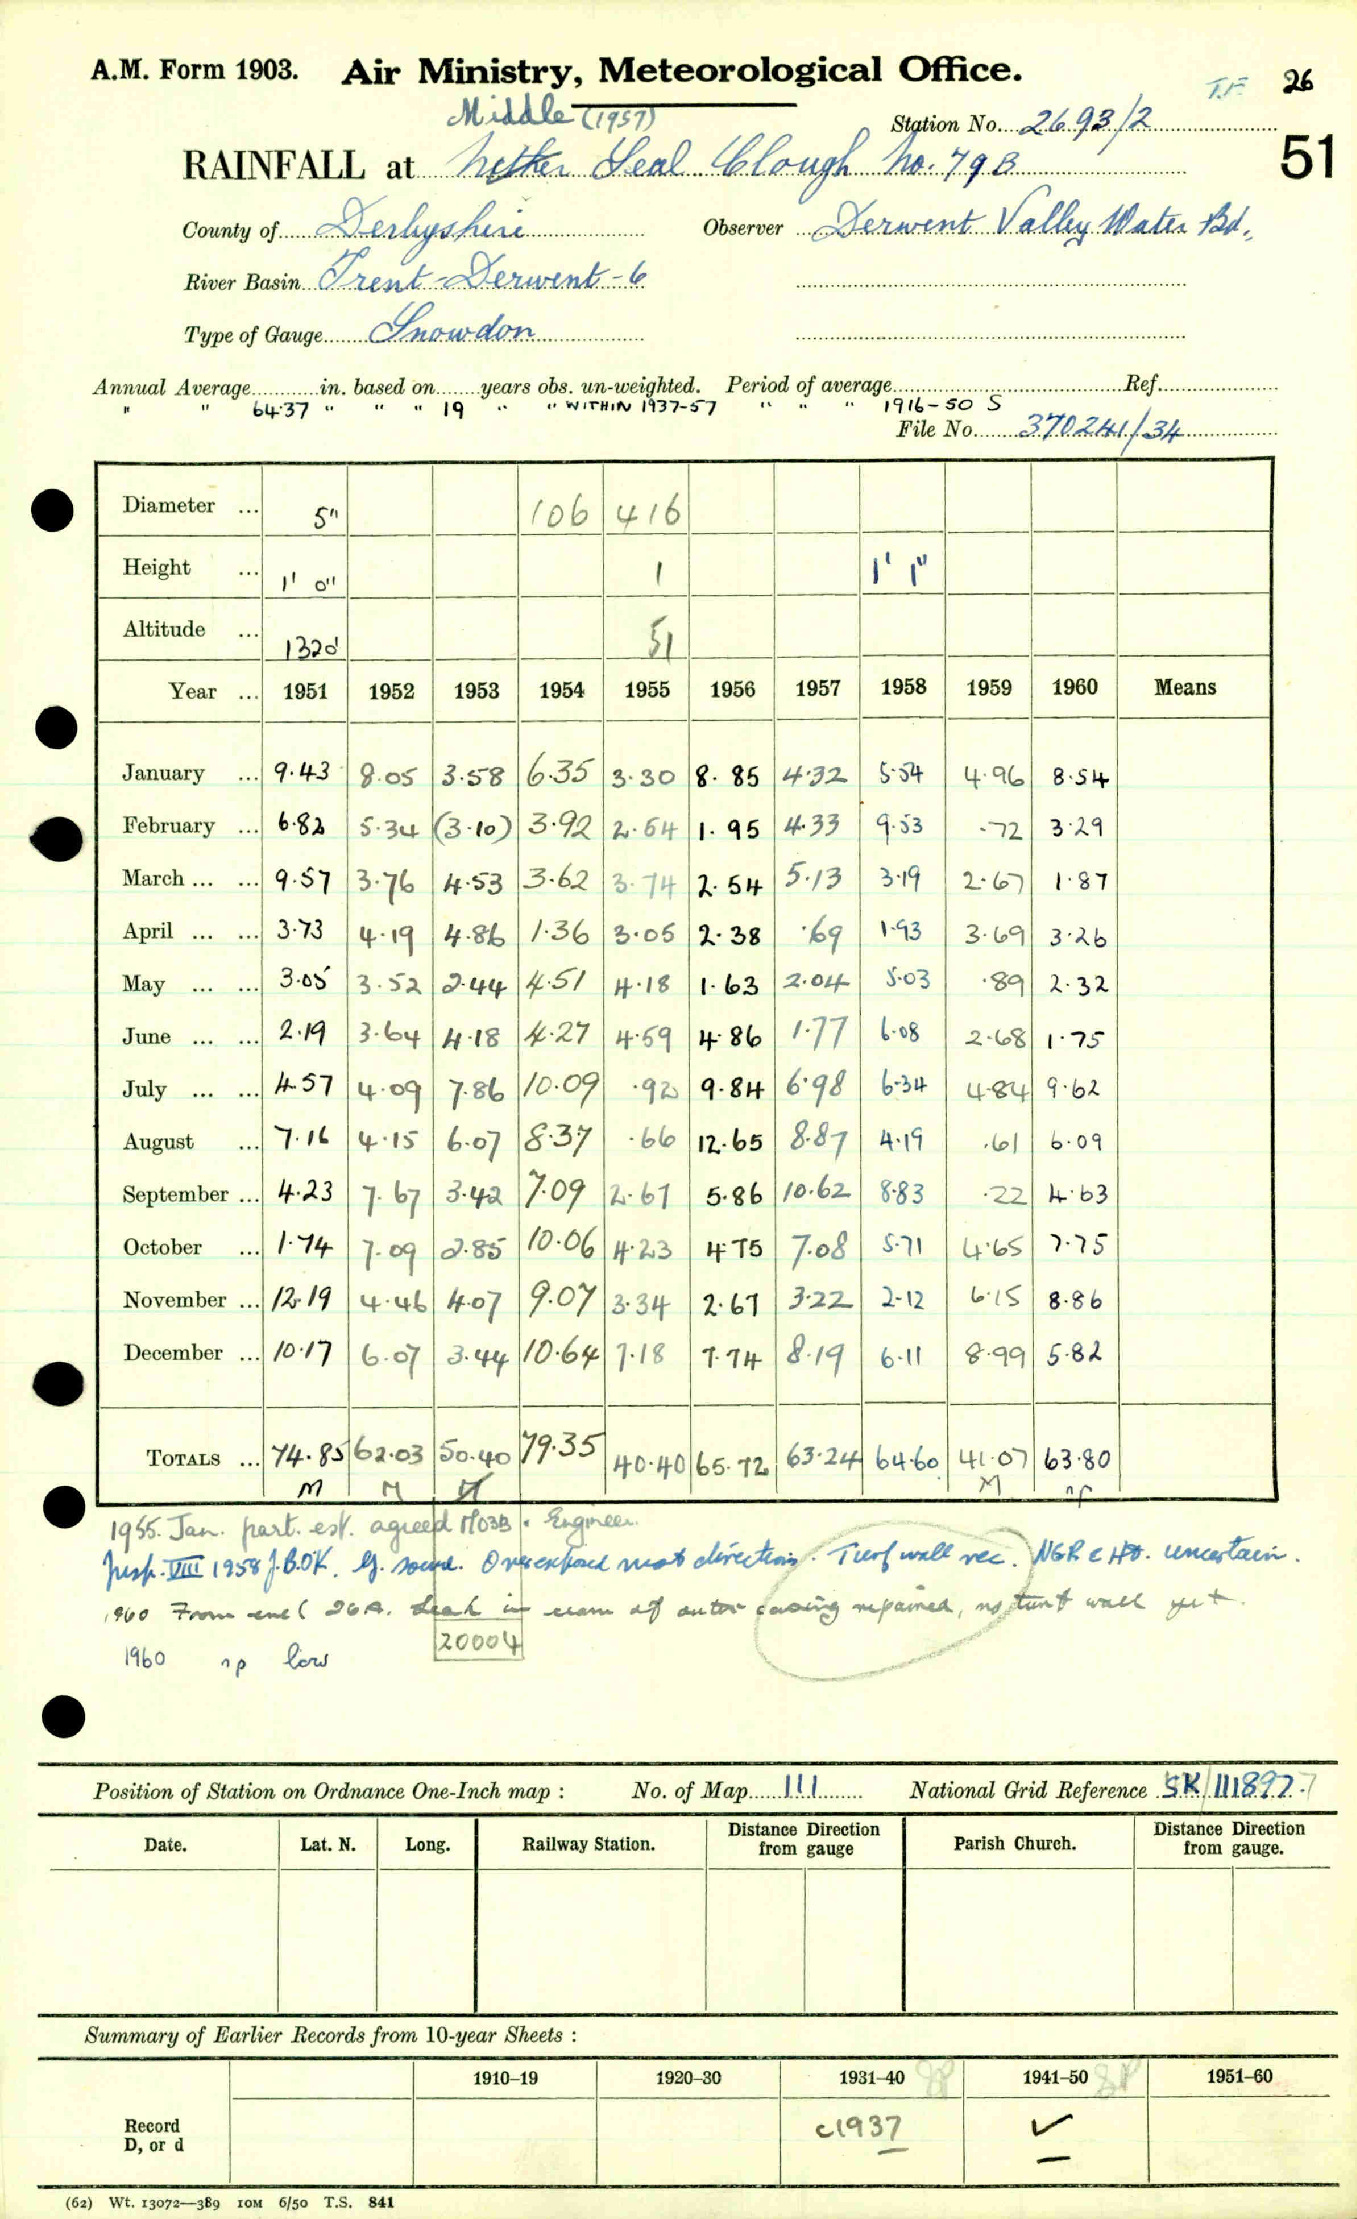 A.M. Form 1903. Air Ministry, Meteorological Office. T.F. 26
Middle (1957)
Station No. 2693/2
51
RAINFALL at Nether Seal Clough No. 79B
County of Derbyshire Observer Derwent Valley Water Bd.
River Basin Trent-Derwent-6
Type of Gauge Snowdon
Annual Average in. based on years obs. un-weighted. Period of average Ref.
" " 64.37 " " " 19 " " WITHIN 1937-57 " " " 1916-50 S
File No. 370241/34
Diameter ... 5" 106 416
Height ... 1' 0" 1 1' 1"
Altitude ... 1320' 51
Year ... 1951 1952 1953 1954 1955 1956 1957 1958 1959 1960 Means
January ... 9.43 8.05 3.58 6.35 3.30 8.85 4.32 5.54 4.96 8.54
February ... 6.82 5.34 (3.10) 3.92 2.54 1.95 4.33 9.53 .72 3.29
March ... ... 9.57 3.76 4.53 3.62 3.74 2.54 5.13 3.19 2.67 1.87
April ... ... 3.73 4.19 4.86 1.36 3.05 2.38 .69 1.93 3.69 3.26
May ... ... 3.05 3.52 2.44 4.51 4.18 1.63 2.04 5.03 .89 2.32
June ... ... 2.19 3.64 4.18 4.27 4.59 4.86 1.77 6.08 2.68 1.75
July ... ... 4.57 4.09 7.86 10.09 .92 9.84 6.98 6.34 4.84 9.62
August ... 7.16 4.15 6.07 8.37 .66 12.65 8.87 4.19 .61 6.09
September ... 4.23 7.67 3.42 7.09 2.67 5.86 10.62 8.83 .22 4.63
October ... 1.74 7.09 2.85 10.06 4.23 4.75 7.08 5.71 4.65 7.75
November ... 12.19 4.46 4.07 9.07 3.34 2.67 3.22 2.12 6.15 8.86
December ... 10.17 6.07 3.44 10.64 7.18 7.74 8.19 6.11 8.99 5.82
TOTALS ... 74.85 62.03 50.40 79.35 40.40 65.72 63.24 64.60 41.07 63.80
M M M M np
1955. Jan. part. est. agreed M03B. Engineer.
Insp. VIII 1958 J.B.OK. G. sound. Overexposed most directions. Turf wall rec. NGR & Ht. uncertain.
1960 From encl 26A. Leak in seam of outer casing repaired, no turf wall yet.
20004
1960 np low
Position of Station on Ordnance One-Inch map : No. of Map 111 National Grid Reference SK/111897
Date. Lat. N. Long. Railway Station. Distance from Direction gauge Parish Church. Distance from Direction gauge.
Summary of Earlier Records from 10-year Sheets :
1910–19 1920–30 1931–40 1941–50 1951–60
Record D, or d c1937 ✓
(62) Wt. 13072—3B9 10M 6/50 T.S. 841